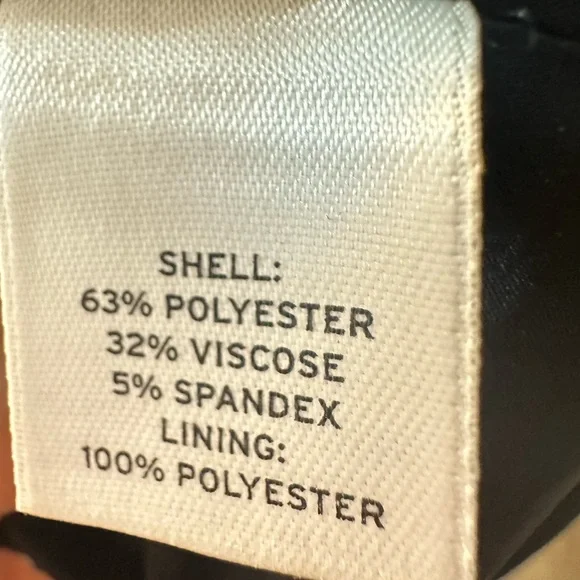 SHELL:
63% POLYESTER
32% VISCOSE
5% SPANDEX
LINING:
100% POLYESTER